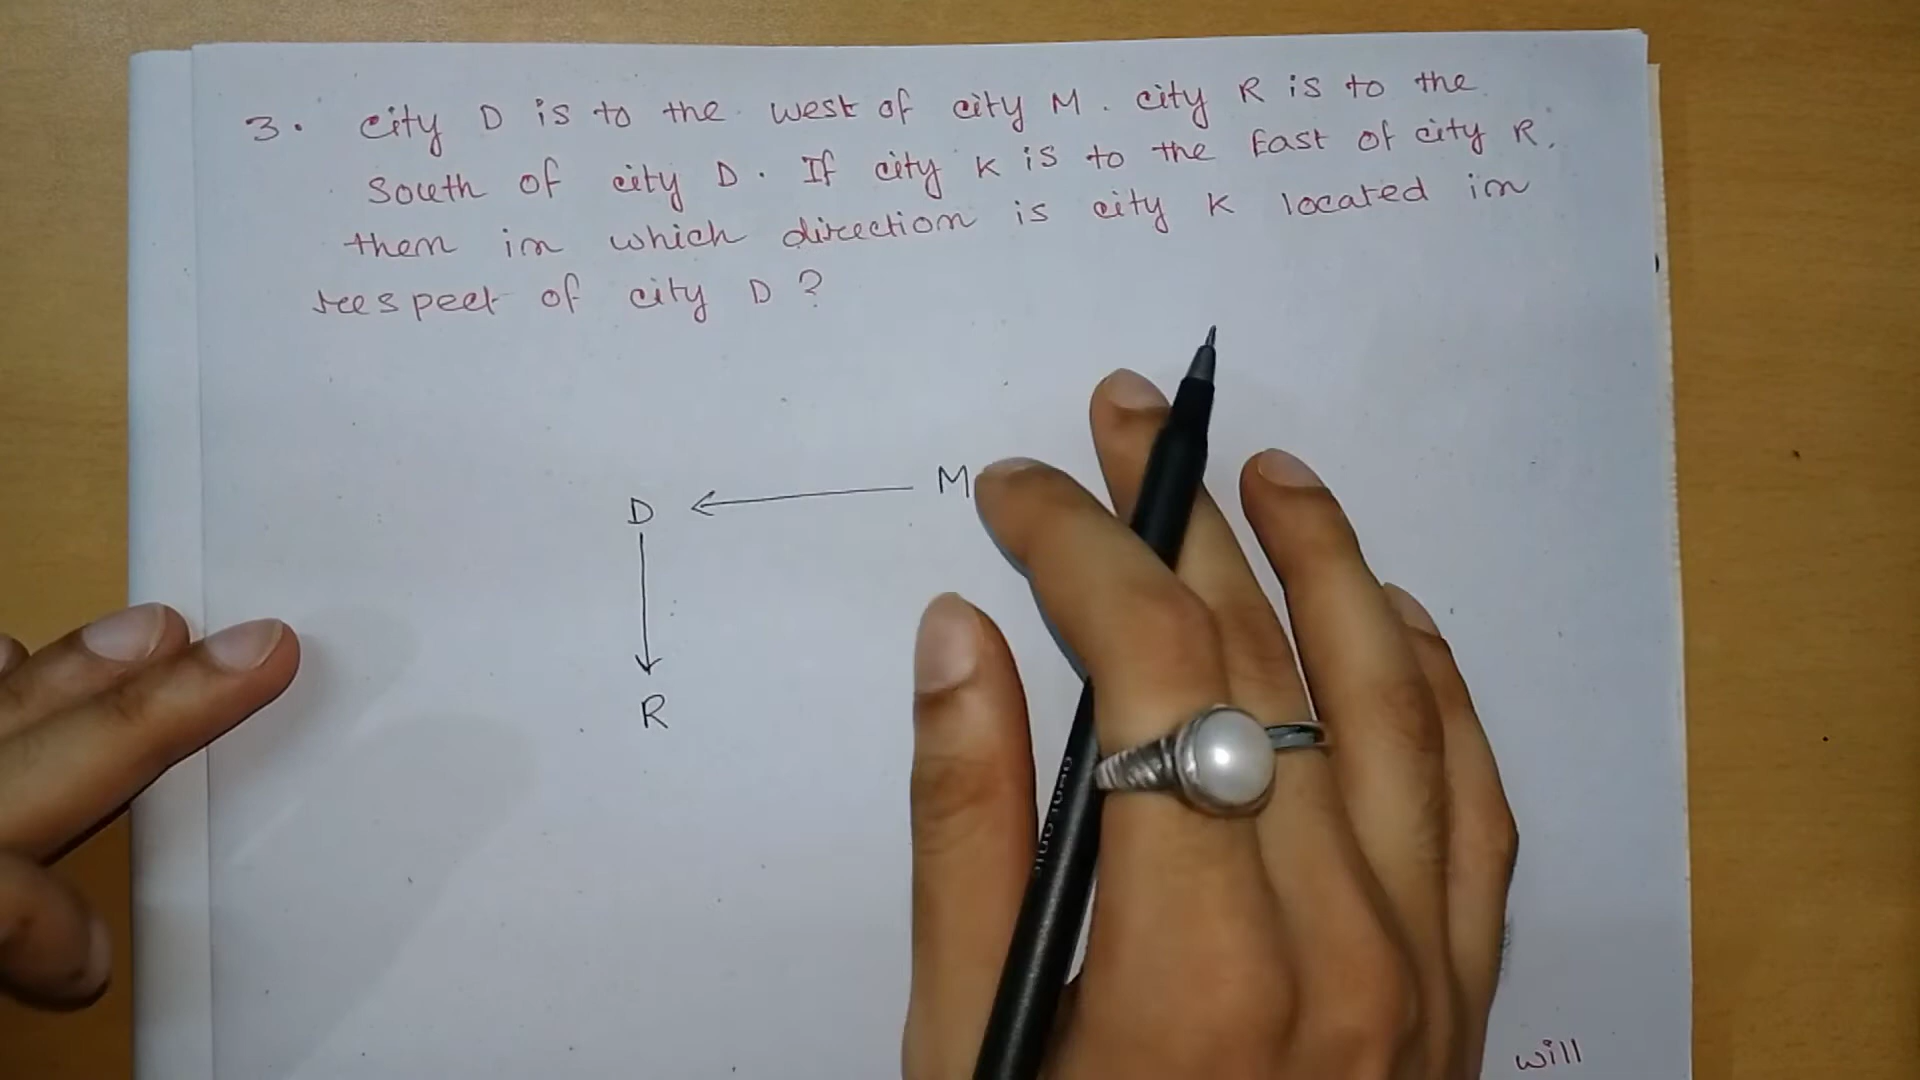 3. city D is to the west of city M. city R is to the
South of city D. If city K is to the East of city R.
then in which direction is city K located in
respect of city D?
D M
R
will